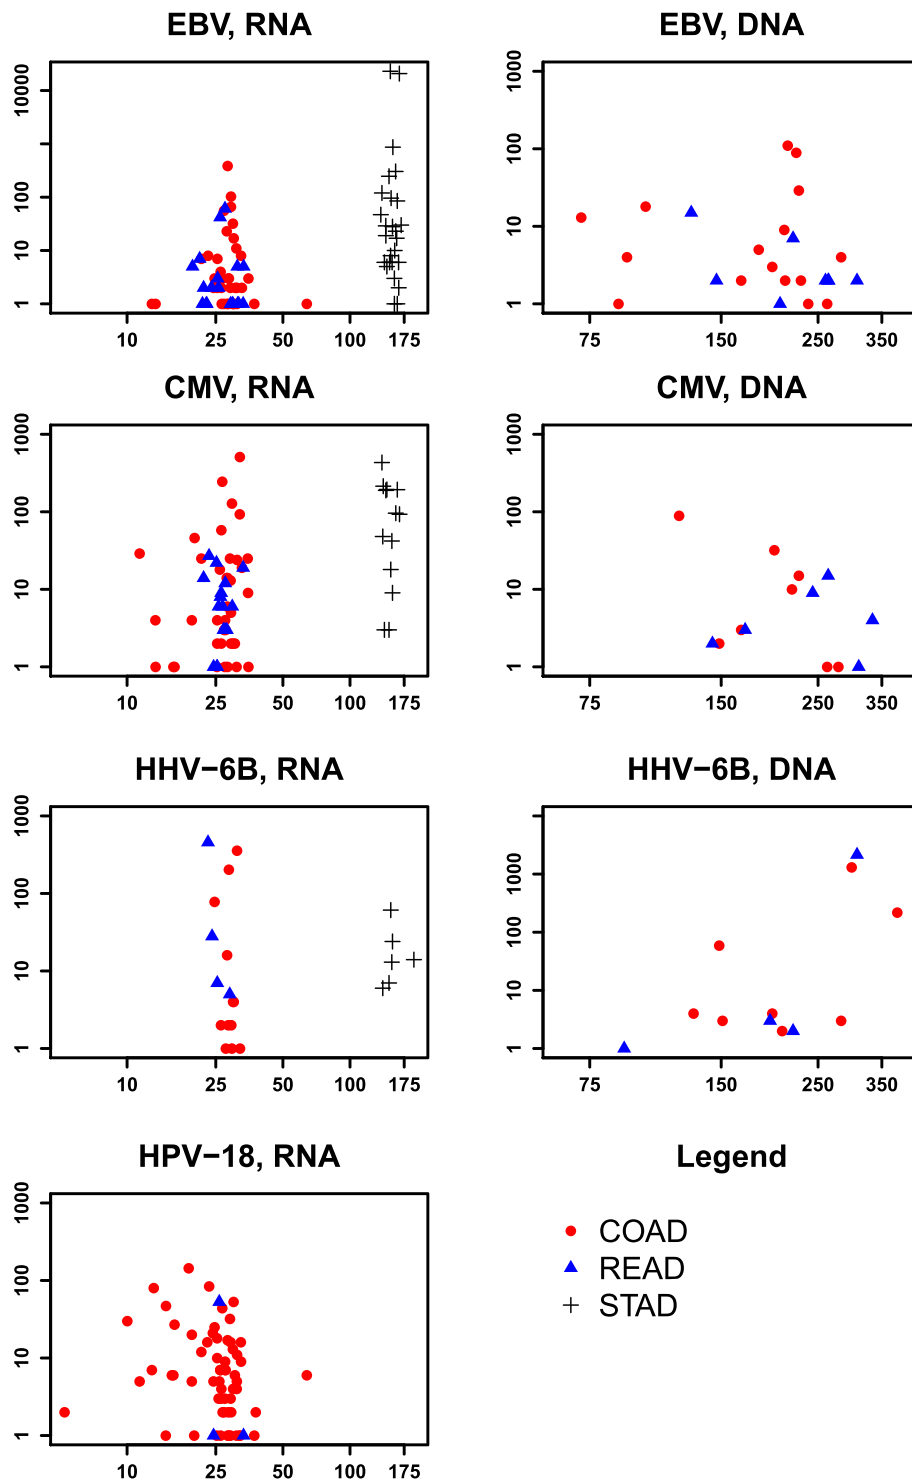 EBV, RNA
EBV, DNA
1 10 100 10000
10 25 50 100 175
1 10 100 1000
75 150 250 350
CMV, RNA
CMV, DNA
1 10 100 1000
10 25 50 100 175
1 10 100 1000
75 150 250 350
HHV−6B, RNA
HHV−6B, DNA
1 10 100 1000
10 25 50 100 175
1 10 100 1000
75 150 250 350
HPV−18, RNA
Legend
1 10 100 1000
10 25 50 100 175
COAD
READ
STAD